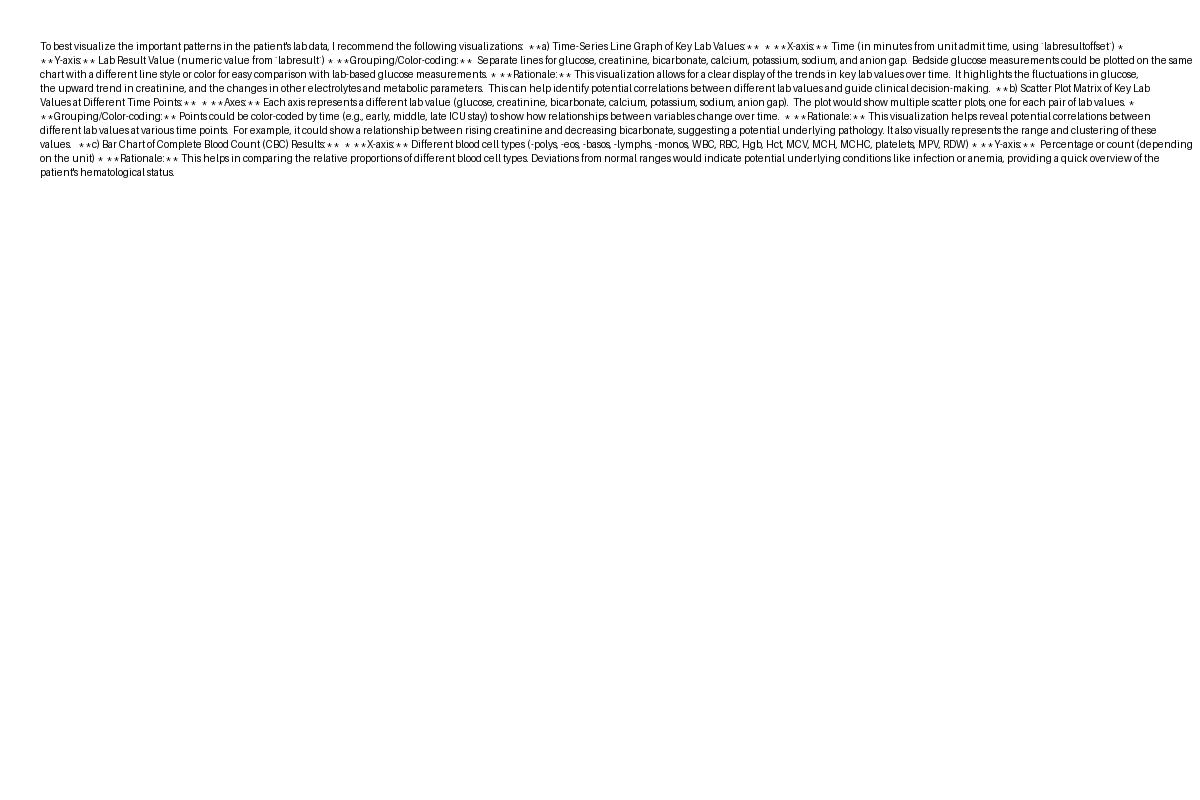 To best visualize the important patterns in the patient's lab data, I recommend the following visualizations:  **a) Time-Series Line Graph of Key Lab Values:**  * **X-axis:** Time (in minutes from unit admit time, using `labresultoffset`) *
**Y-axis:** Lab Result Value (numeric value from `labresult`) * **Grouping/Color-coding:**  Separate lines for glucose, creatinine, bicarbonate, calcium, potassium, sodium, and anion gap.  Bedside glucose measurements could be plotted on the same
chart with a different line style or color for easy comparison with lab-based glucose measurements. * **Rationale:** This visualization allows for a clear display of the trends in key lab values over time.  It highlights the fluctuations in glucose,
the upward trend in creatinine, and the changes in other electrolytes and metabolic parameters.  This can help identify potential correlations between different lab values and guide clinical decision-making.  **b) Scatter Plot Matrix of Key Lab
Values at Different Time Points:**  * **Axes:** Each axis represents a different lab value (glucose, creatinine, bicarbonate, calcium, potassium, sodium, anion gap).  The plot would show multiple scatter plots, one for each pair of lab values. *
**Grouping/Color-coding:** Points could be color-coded by time (e.g., early, middle, late ICU stay) to show how relationships between variables change over time.  * **Rationale:** This visualization helps reveal potential correlations between
different lab values at various time points.  For example, it could show a relationship between rising creatinine and decreasing bicarbonate, suggesting a potential underlying pathology. It also visually represents the range and clustering of these
values.   **c) Bar Chart of Complete Blood Count (CBC) Results:**  * **X-axis:** Different blood cell types (-polys, -eos, -basos, -lymphs, -monos, WBC, RBC, Hgb, Hct, MCV, MCH, MCHC, platelets, MPV, RDW) * **Y-axis:**  Percentage or count (depending
on the unit) * **Rationale:** This helps in comparing the relative proportions of different blood cell types. Deviations from normal ranges would indicate potential underlying conditions like infection or anemia, providing a quick overview of the
patient's hematological status.